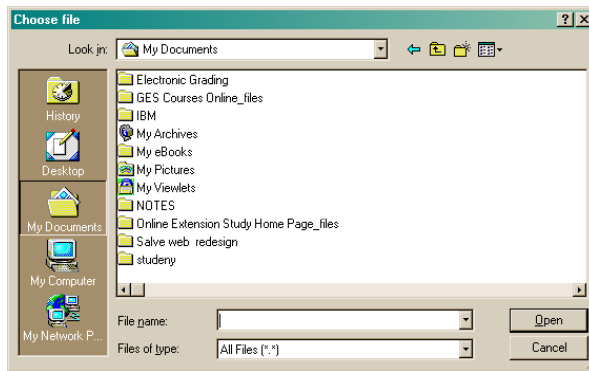 Choose file
Look in:
My Documents
History
Desktop
My Documents
My Computer
My Network P...
Electronic Grading
GES Courses Online_files
IBM
My Archives
My eBooks
My Pictures
My Viewlets
NOTES
Online Extension Study Home Page_files
Salve web redesign
studeny
File name:
Open
Files of type:
All Files (*.*)
Cancel